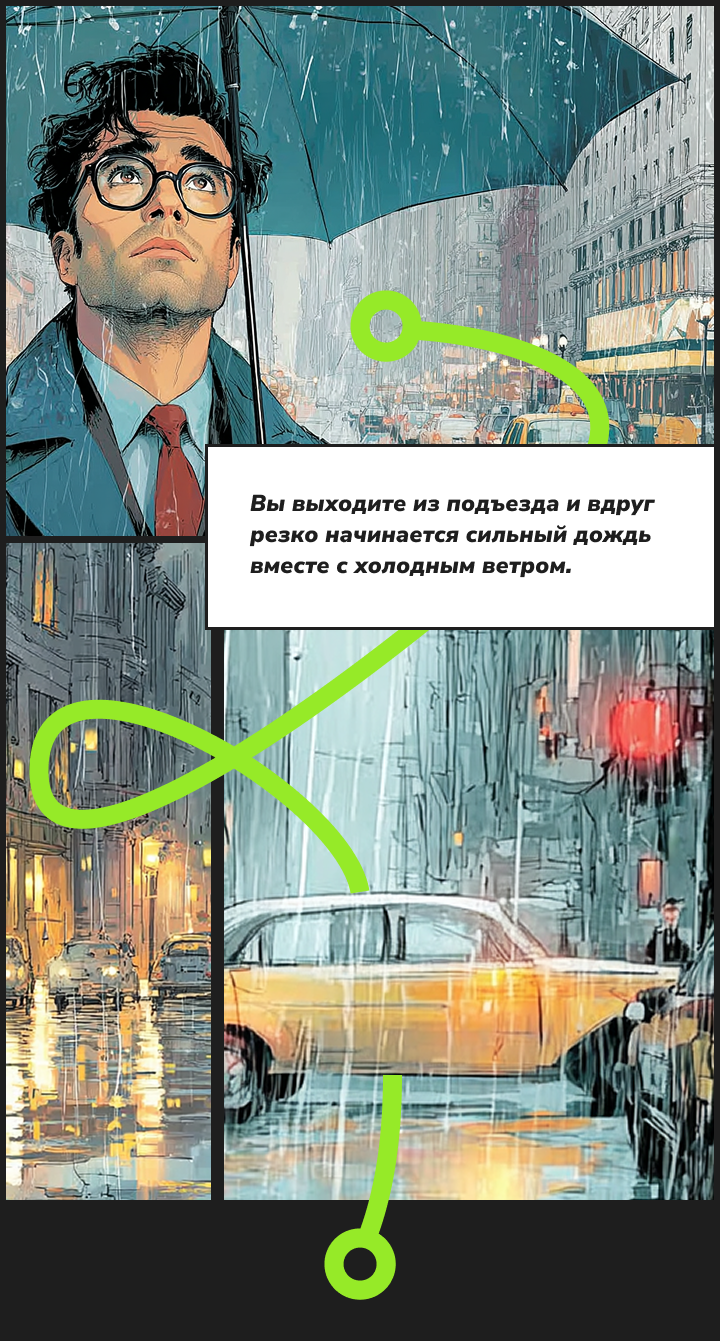 Вы выходите из подъезда и вдруг
резко начинается сильный дождь
вместе с холодным ветром.